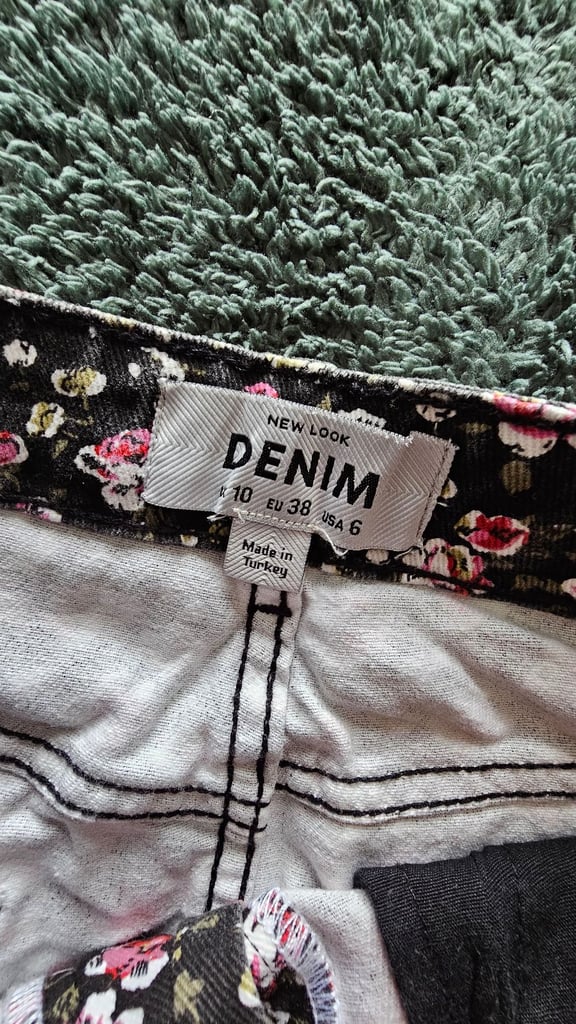 NEW LOOK
DENIM
10 EU 38 USA 6
Made in
Turkey